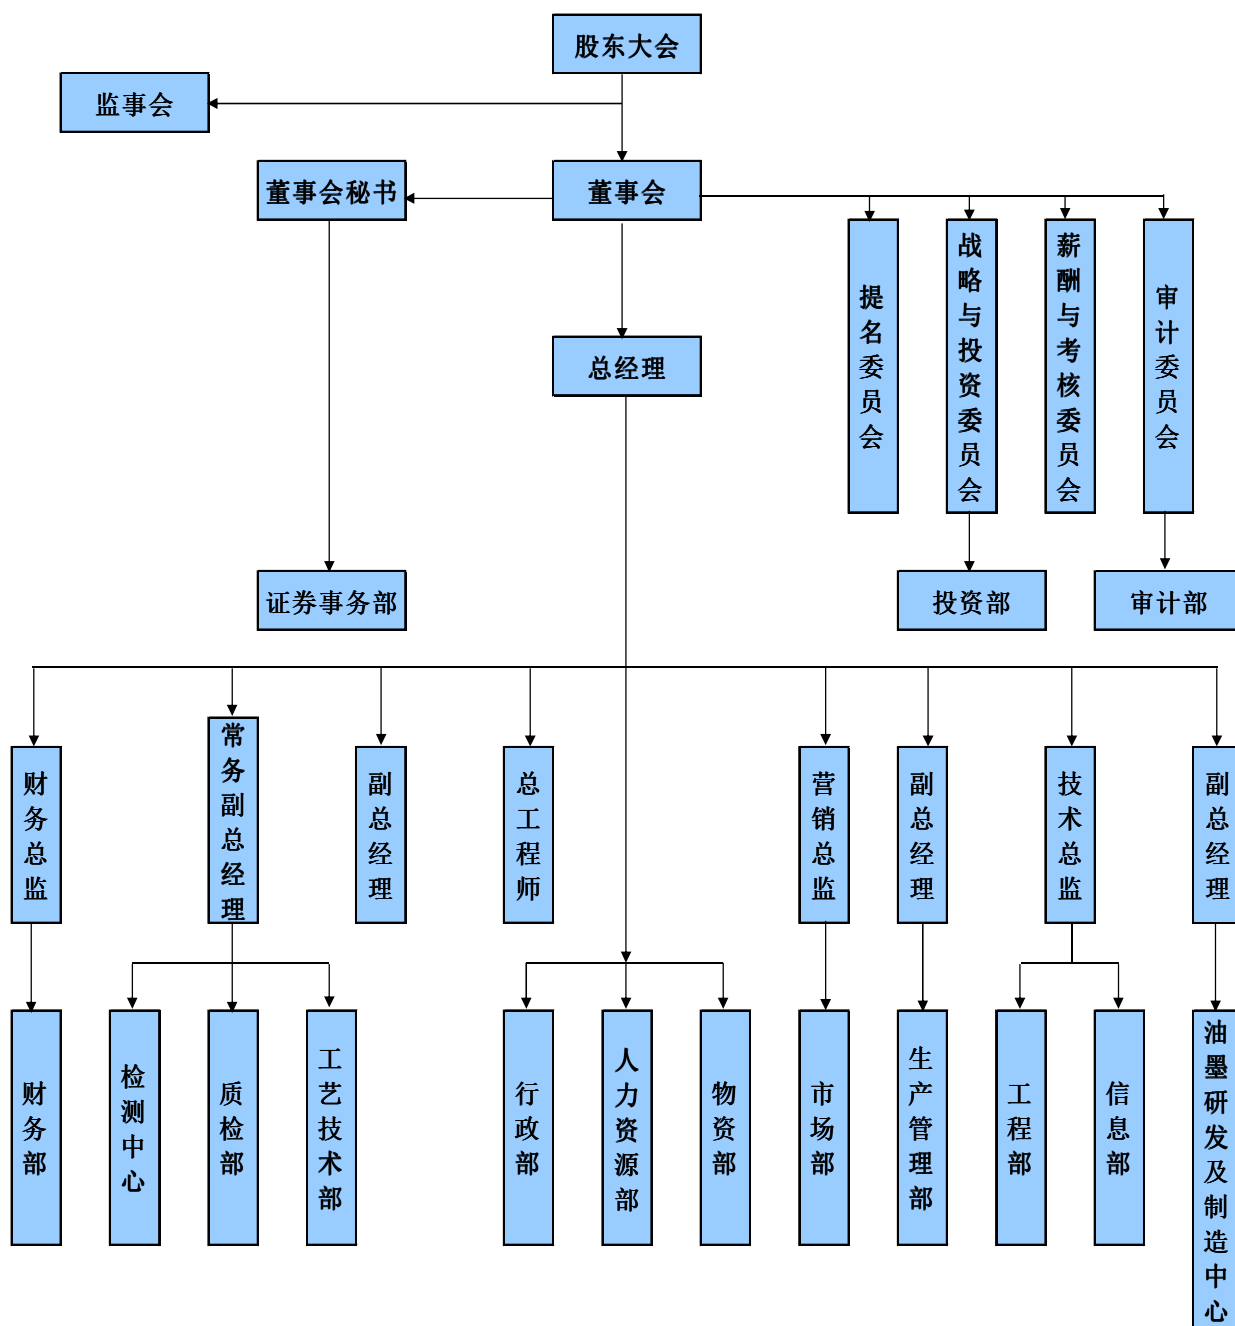 股东大会
监事会
董事会秘书
董事会
提名委员会
战略与投资委员会
薪酬与考核委员会
审计委员会
总经理
证券事务部
投资部
审计部
财务总监
常务副总经理
副总经理
总工程师
营销总监
副总经理
技术总监
副总经理
财务部
检测中心
质检部
工艺技术部
行政部
人力资源部
物资部
市场部
生产管理部
工程部
信息部
油墨研发及制造中心